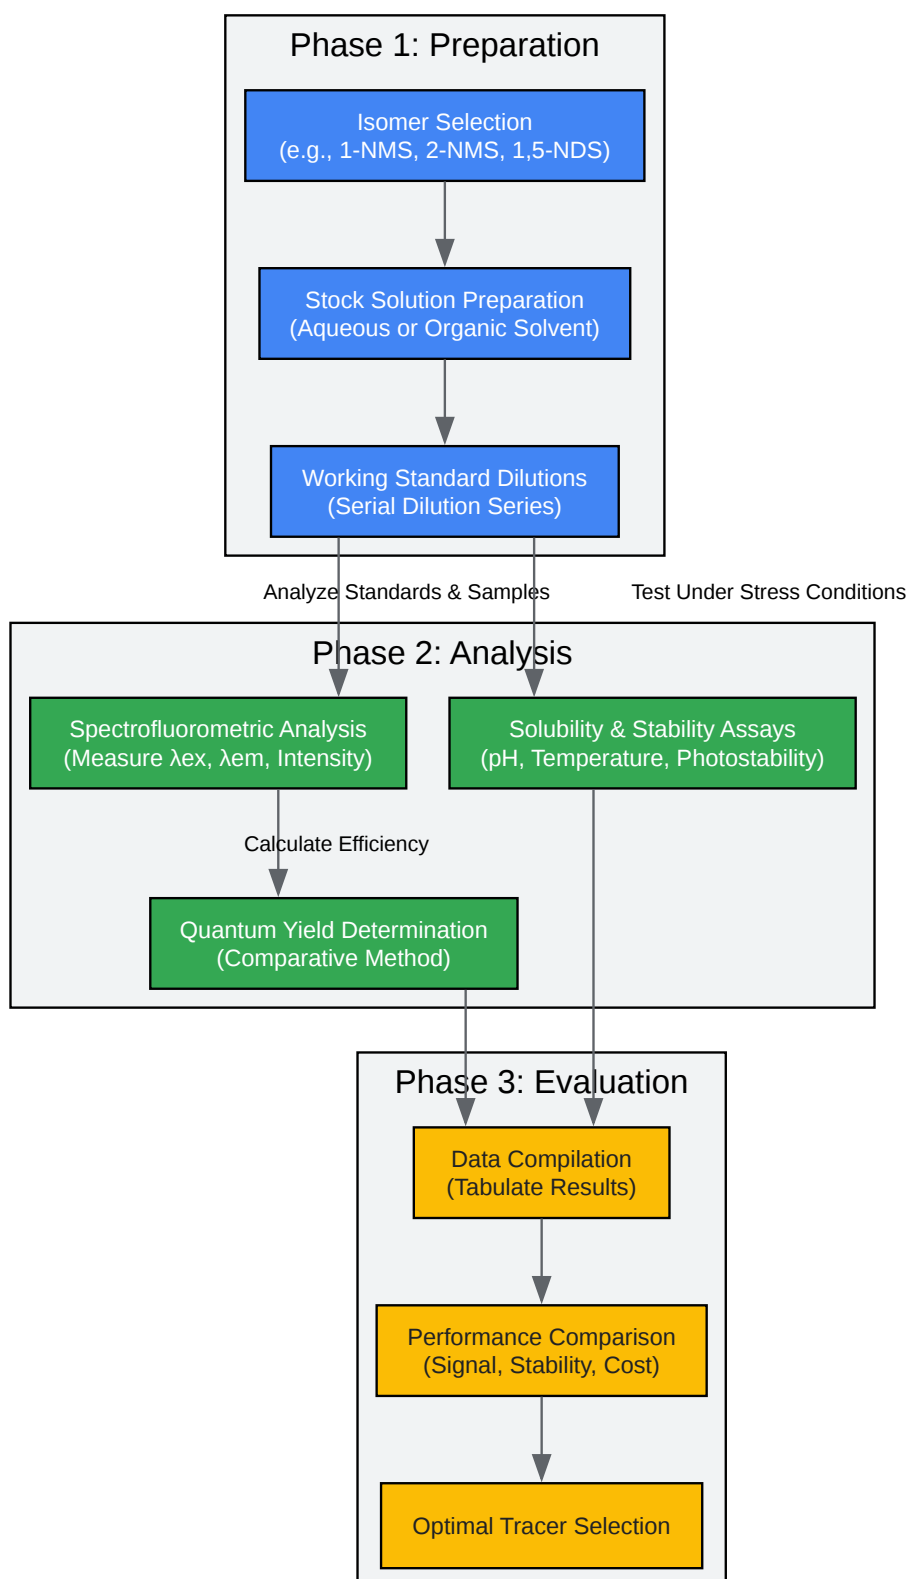 Phase 1: Preparation
Isomer Selection
(e.g., 1-NMS, 2-NMS, 1,5-NDS)
Stock Solution Preparation
(Aqueous or Organic Solvent)
Working Standard Dilutions
(Serial Dilution Series)
Analyze Standards & Samples
Test Under Stress Conditions
Phase 2: Analysis
Spectrofluorometric Analysis
(Measure λex, λem, Intensity)
Solubility & Stability Assays
(pH, Temperature, Photostability)
Calculate Efficiency
Quantum Yield Determination
(Comparative Method)
Phase 3: Evaluation
Data Compilation
(Tabulate Results)
Performance Comparison
(Signal, Stability, Cost)
Optimal Tracer Selection